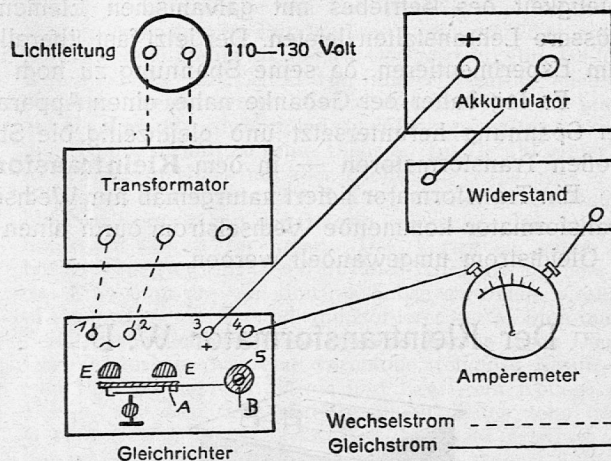 Lichtleitung
110—130 Volt
+
Akkumulator
Transformator
Widerstand
1 2 3 4
+ −
5
E E
A
B
Ampèremeter
Gleichrichter
Wechselstrom
Gleichstrom